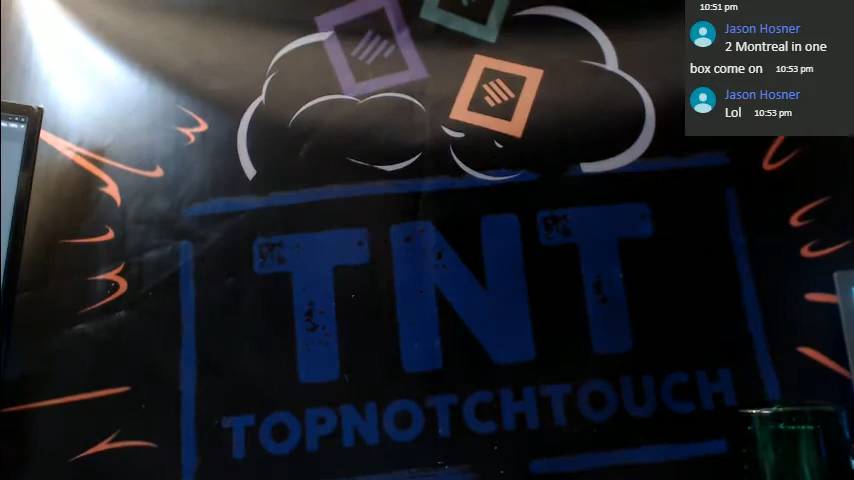 10:51 pm
Jason Hosner
2 Montreal in one
box come on 10:53 pm
Jason Hosner
Lol 10:53 pm
TNT
TOPNOTCHTOUCH